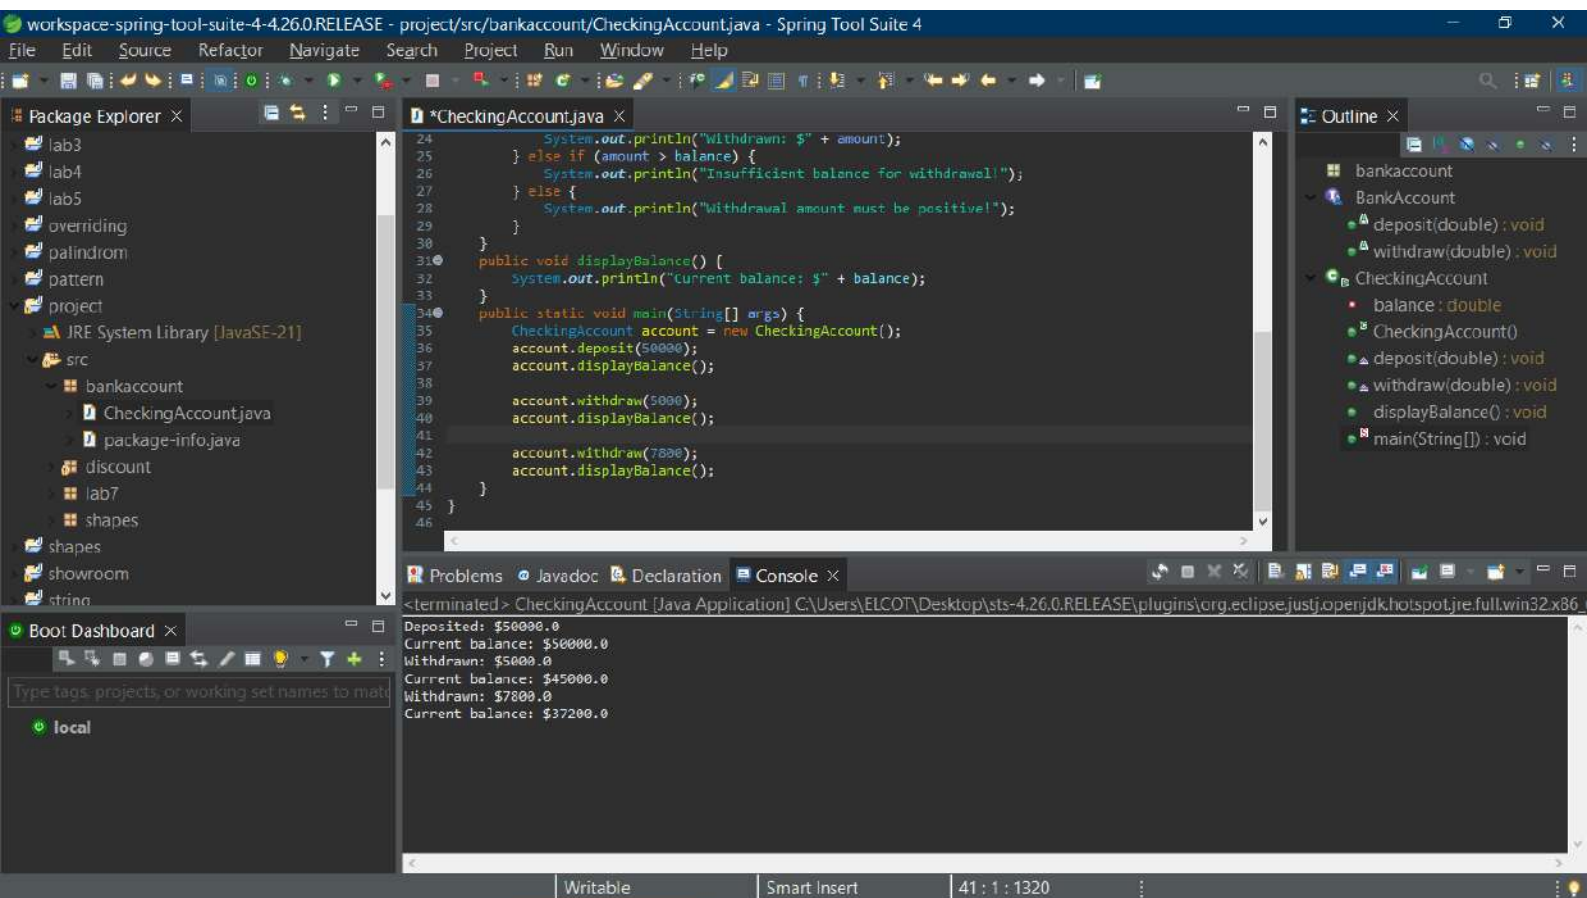 workspace-spring-tool-suite-4-4.26.0.RELEASE - project/src/bankaccount/CheckingAccount.java - Spring Tool Suite 4
File Edit Source Refactor Navigate Search Project Run Window Help
Package Explorer
lab3
lab4
lab5
overriding
palindrom
pattern
project
JRE System Library [JavaSE-21]
src
bankaccount
CheckingAccount.java
package-info.java
discount
lab7
shapes
shapes
showroom
string
*CheckingAccount.java
24 System.out.println("Withdrawn: $" + amount);
25 } else if (amount > balance) {
26 System.out.println("Insufficient balance for withdrawal!");
27 } else {
28 System.out.println("Withdrawal amount must be positive!");
29 }
30 }
31 public void displayBalance() {
32 System.out.println("Current balance: $" + balance);
33 }
34 public static void main(String[] args) {
35 CheckingAccount account = new CheckingAccount();
36 account.deposit(50000);
37 account.displayBalance();
38
39 account.withdraw(5000);
40 account.displayBalance();
41
42 account.withdraw(7800);
43 account.displayBalance();
44 }
45 }
46
Outline
bankaccount
BankAccount
deposit(double) : void
withdraw(double) : void
CheckingAccount
balance : double
CheckingAccount()
deposit(double) : void
withdraw(double) : void
displayBalance() : void
main(String[]) : void
Boot Dashboard
Type tags, projects, or working set names to matc
local
Problems Javadoc Declaration Console
<terminated> CheckingAccount [Java Application] C:\Users\ELCOT\Desktop\sts-4.26.0.RELEASE\plugins\org.eclipse.justj.openjdk.hotspot.jre.full.win32.x86_
Deposited: $50000.0
Current balance: $50000.0
Withdrawn: $5000.0
Current balance: $45000.0
Withdrawn: $7800.0
Current balance: $37200.0
Writable Smart Insert 41 : 1 : 1320